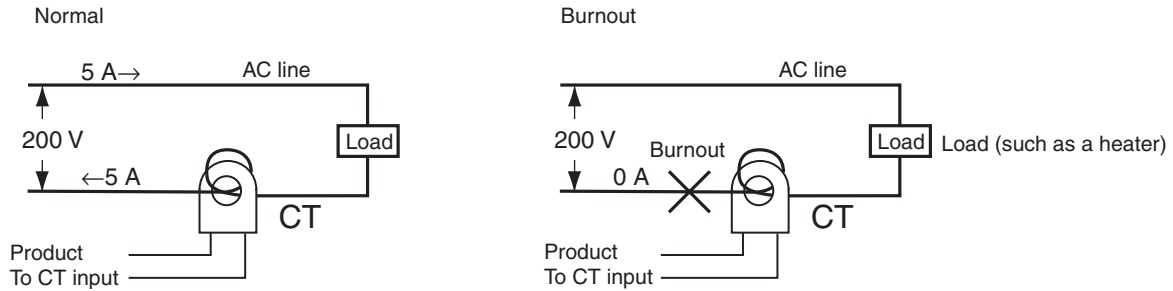 Normal
5 A→
AC line
200 V
Load
←5 A
CT
Product
To CT input
Burnout
AC line
200 V
Burnout
Load
Load (such as a heater)
0 A
CT
Product
To CT input